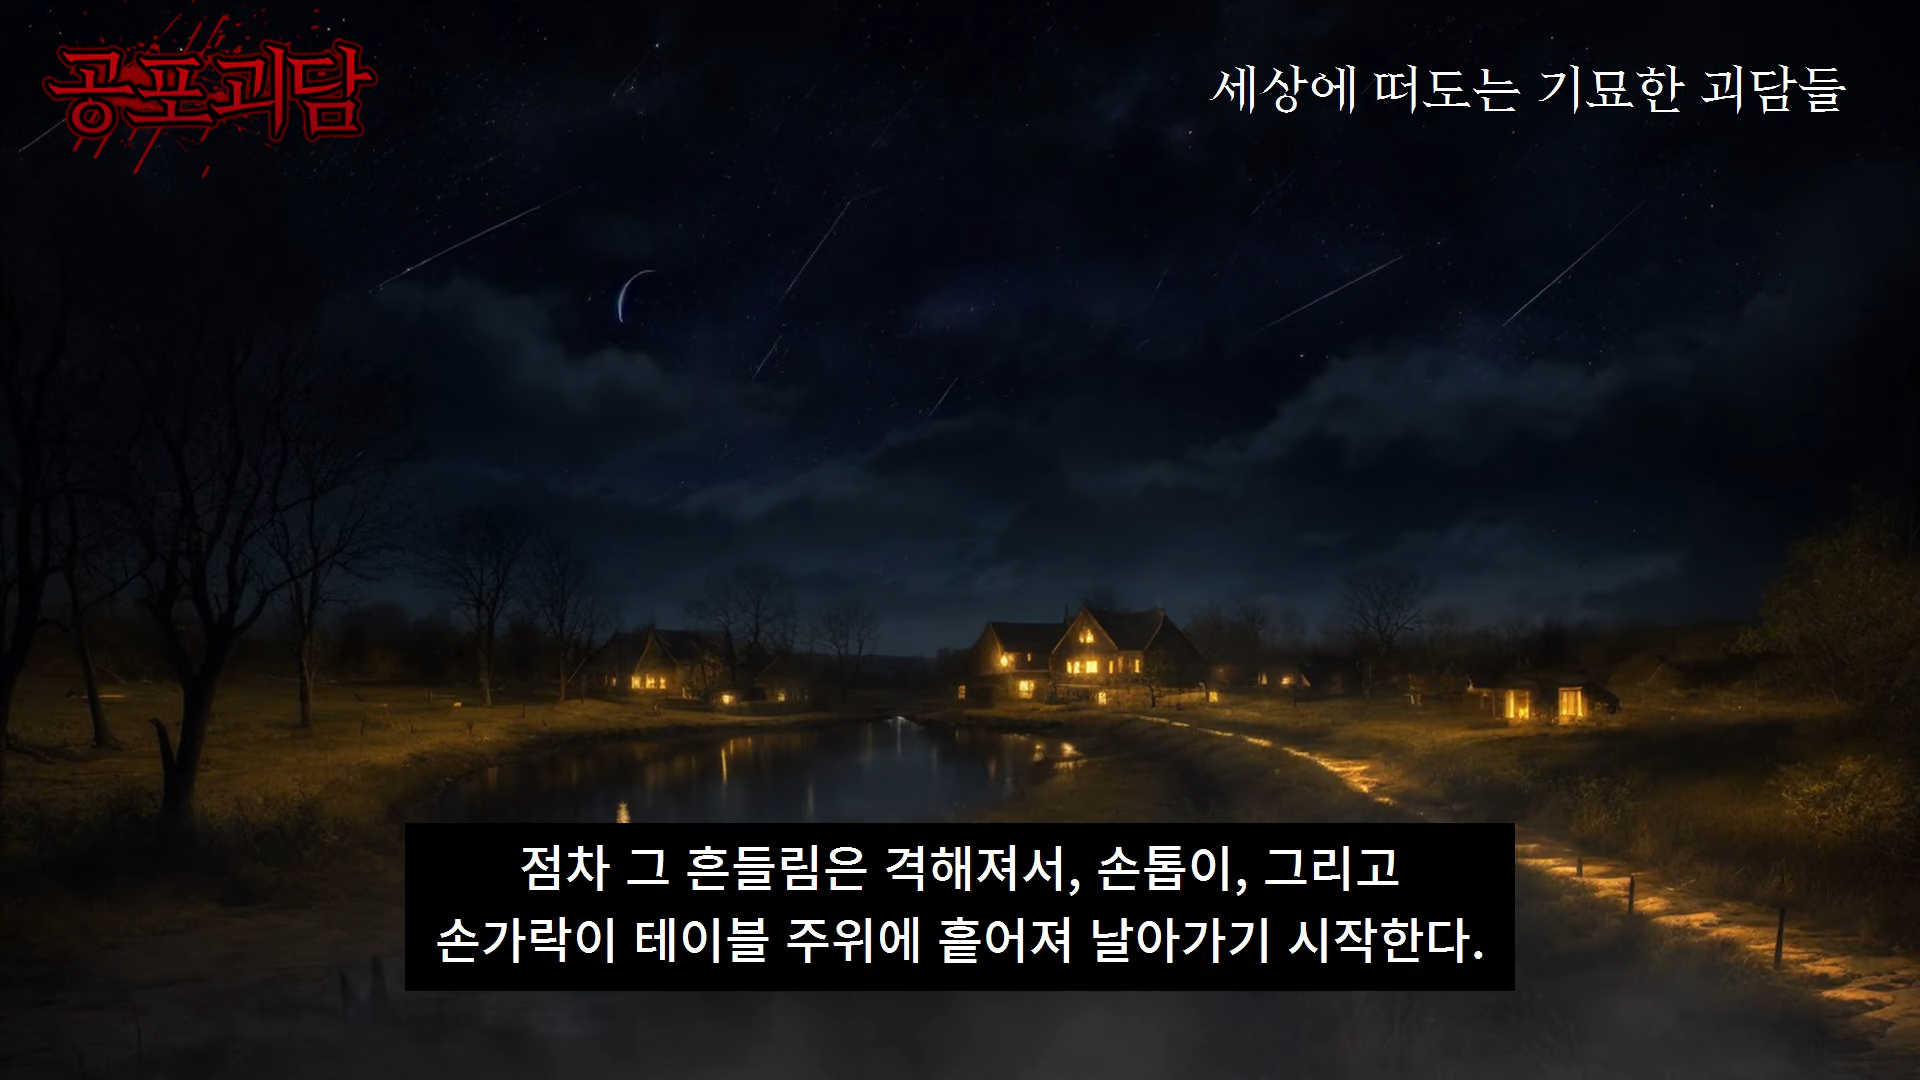 공포괴담
세상에 떠도는 기묘한 괴담들
점차 그 흔들림은 격해져서, 손톱이, 그리고
손가락이 테이블 주위에 흩어져 날아가기 시작한다.